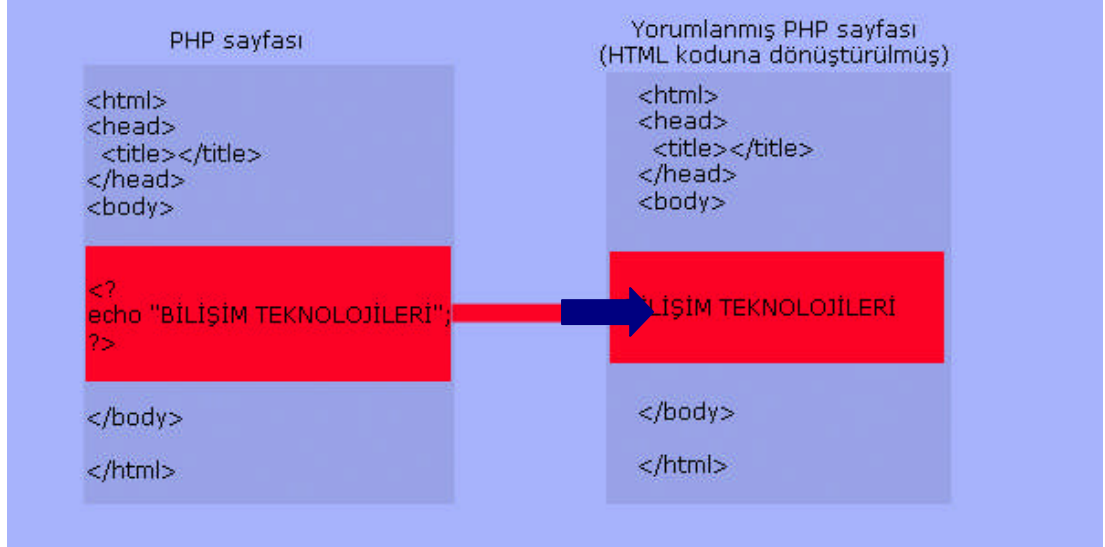 PHP sayfası
<html>
<head>
<title></title>
</head>
<body>
<?
echo "BİLİŞİM TEKNOLOJİLERİ";
?>
</body>
</html>
Yorumlanmış PHP sayfası
(HTML koduna dönüştürülmüş)
<html>
<head>
<title></title>
</head>
<body>
TEKNOLOJİLERİ
</body>
</html>